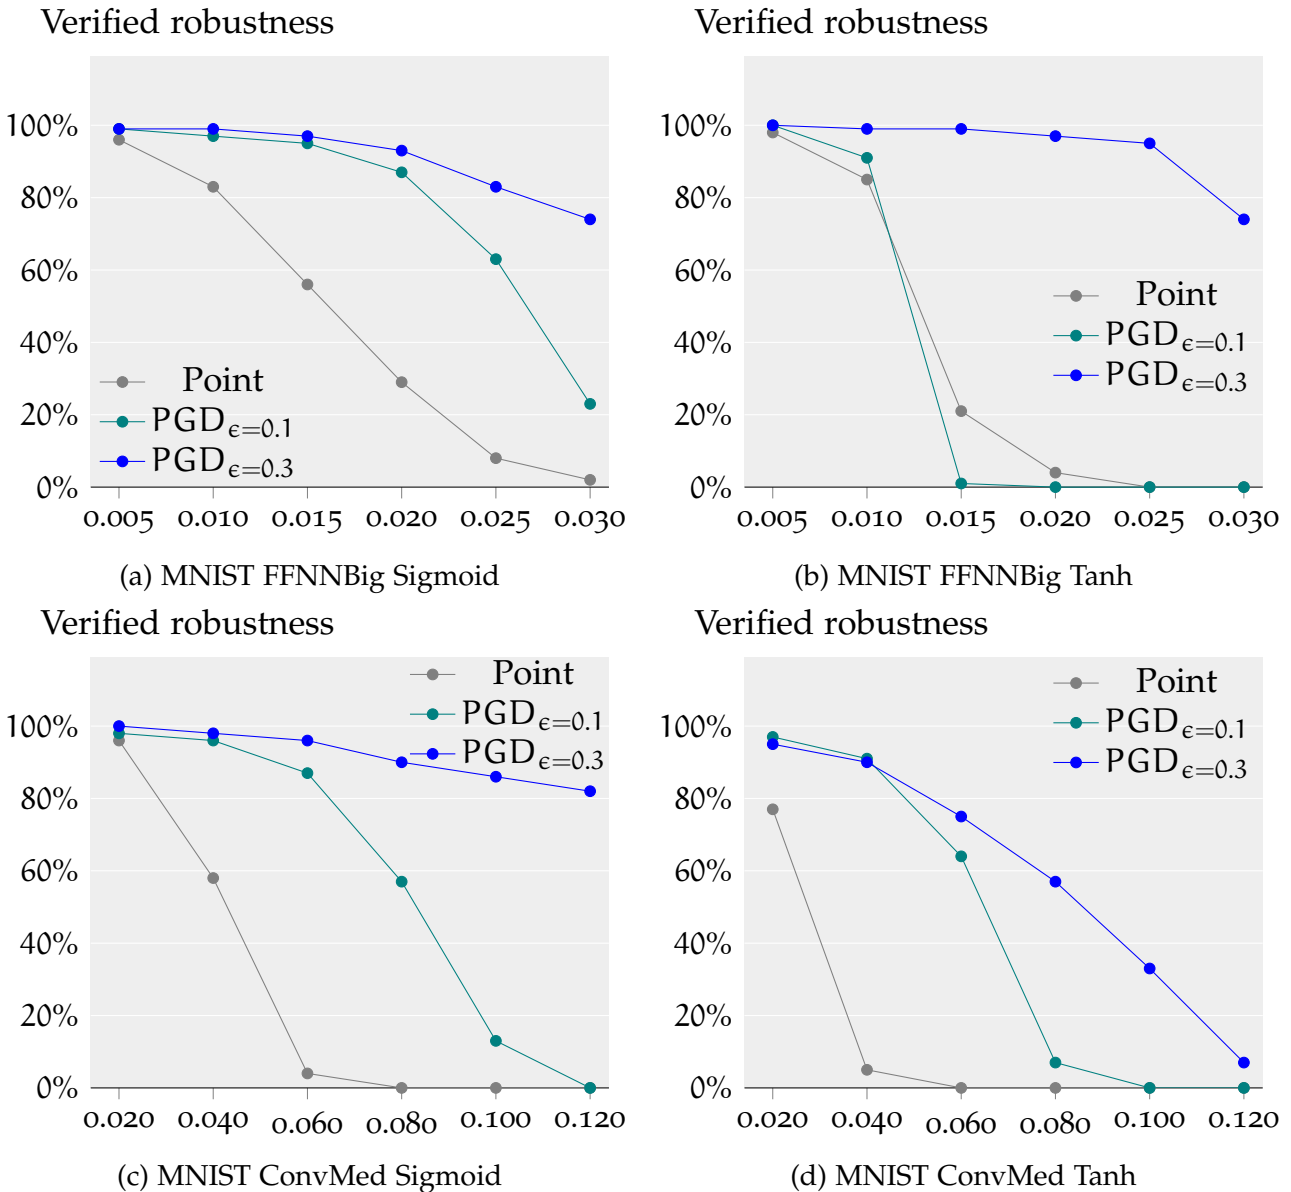 Verified robustness
100%
80%
60%
40%
20%
0%
Point
PGDϵ=0.1
PGDϵ=0.3
0.005 0.010 0.015 0.020 0.025 0.030
(a) MNIST FFNNBig Sigmoid
Verified robustness
100%
80%
60%
40%
20%
0%
Point
PGDϵ=0.1
PGDϵ=0.3
0.005 0.010 0.015 0.020 0.025 0.030
(b) MNIST FFNNBig Tanh
Verified robustness
100%
80%
60%
40%
20%
0%
Point
PGDϵ=0.1
PGDϵ=0.3
0.020 0.040 0.060 0.080 0.100 0.120
(c) MNIST ConvMed Sigmoid
Verified robustness
100%
80%
60%
40%
20%
0%
Point
PGDϵ=0.1
PGDϵ=0.3
0.020 0.040 0.060 0.080 0.100 0.120
(d) MNIST ConvMed Tanh